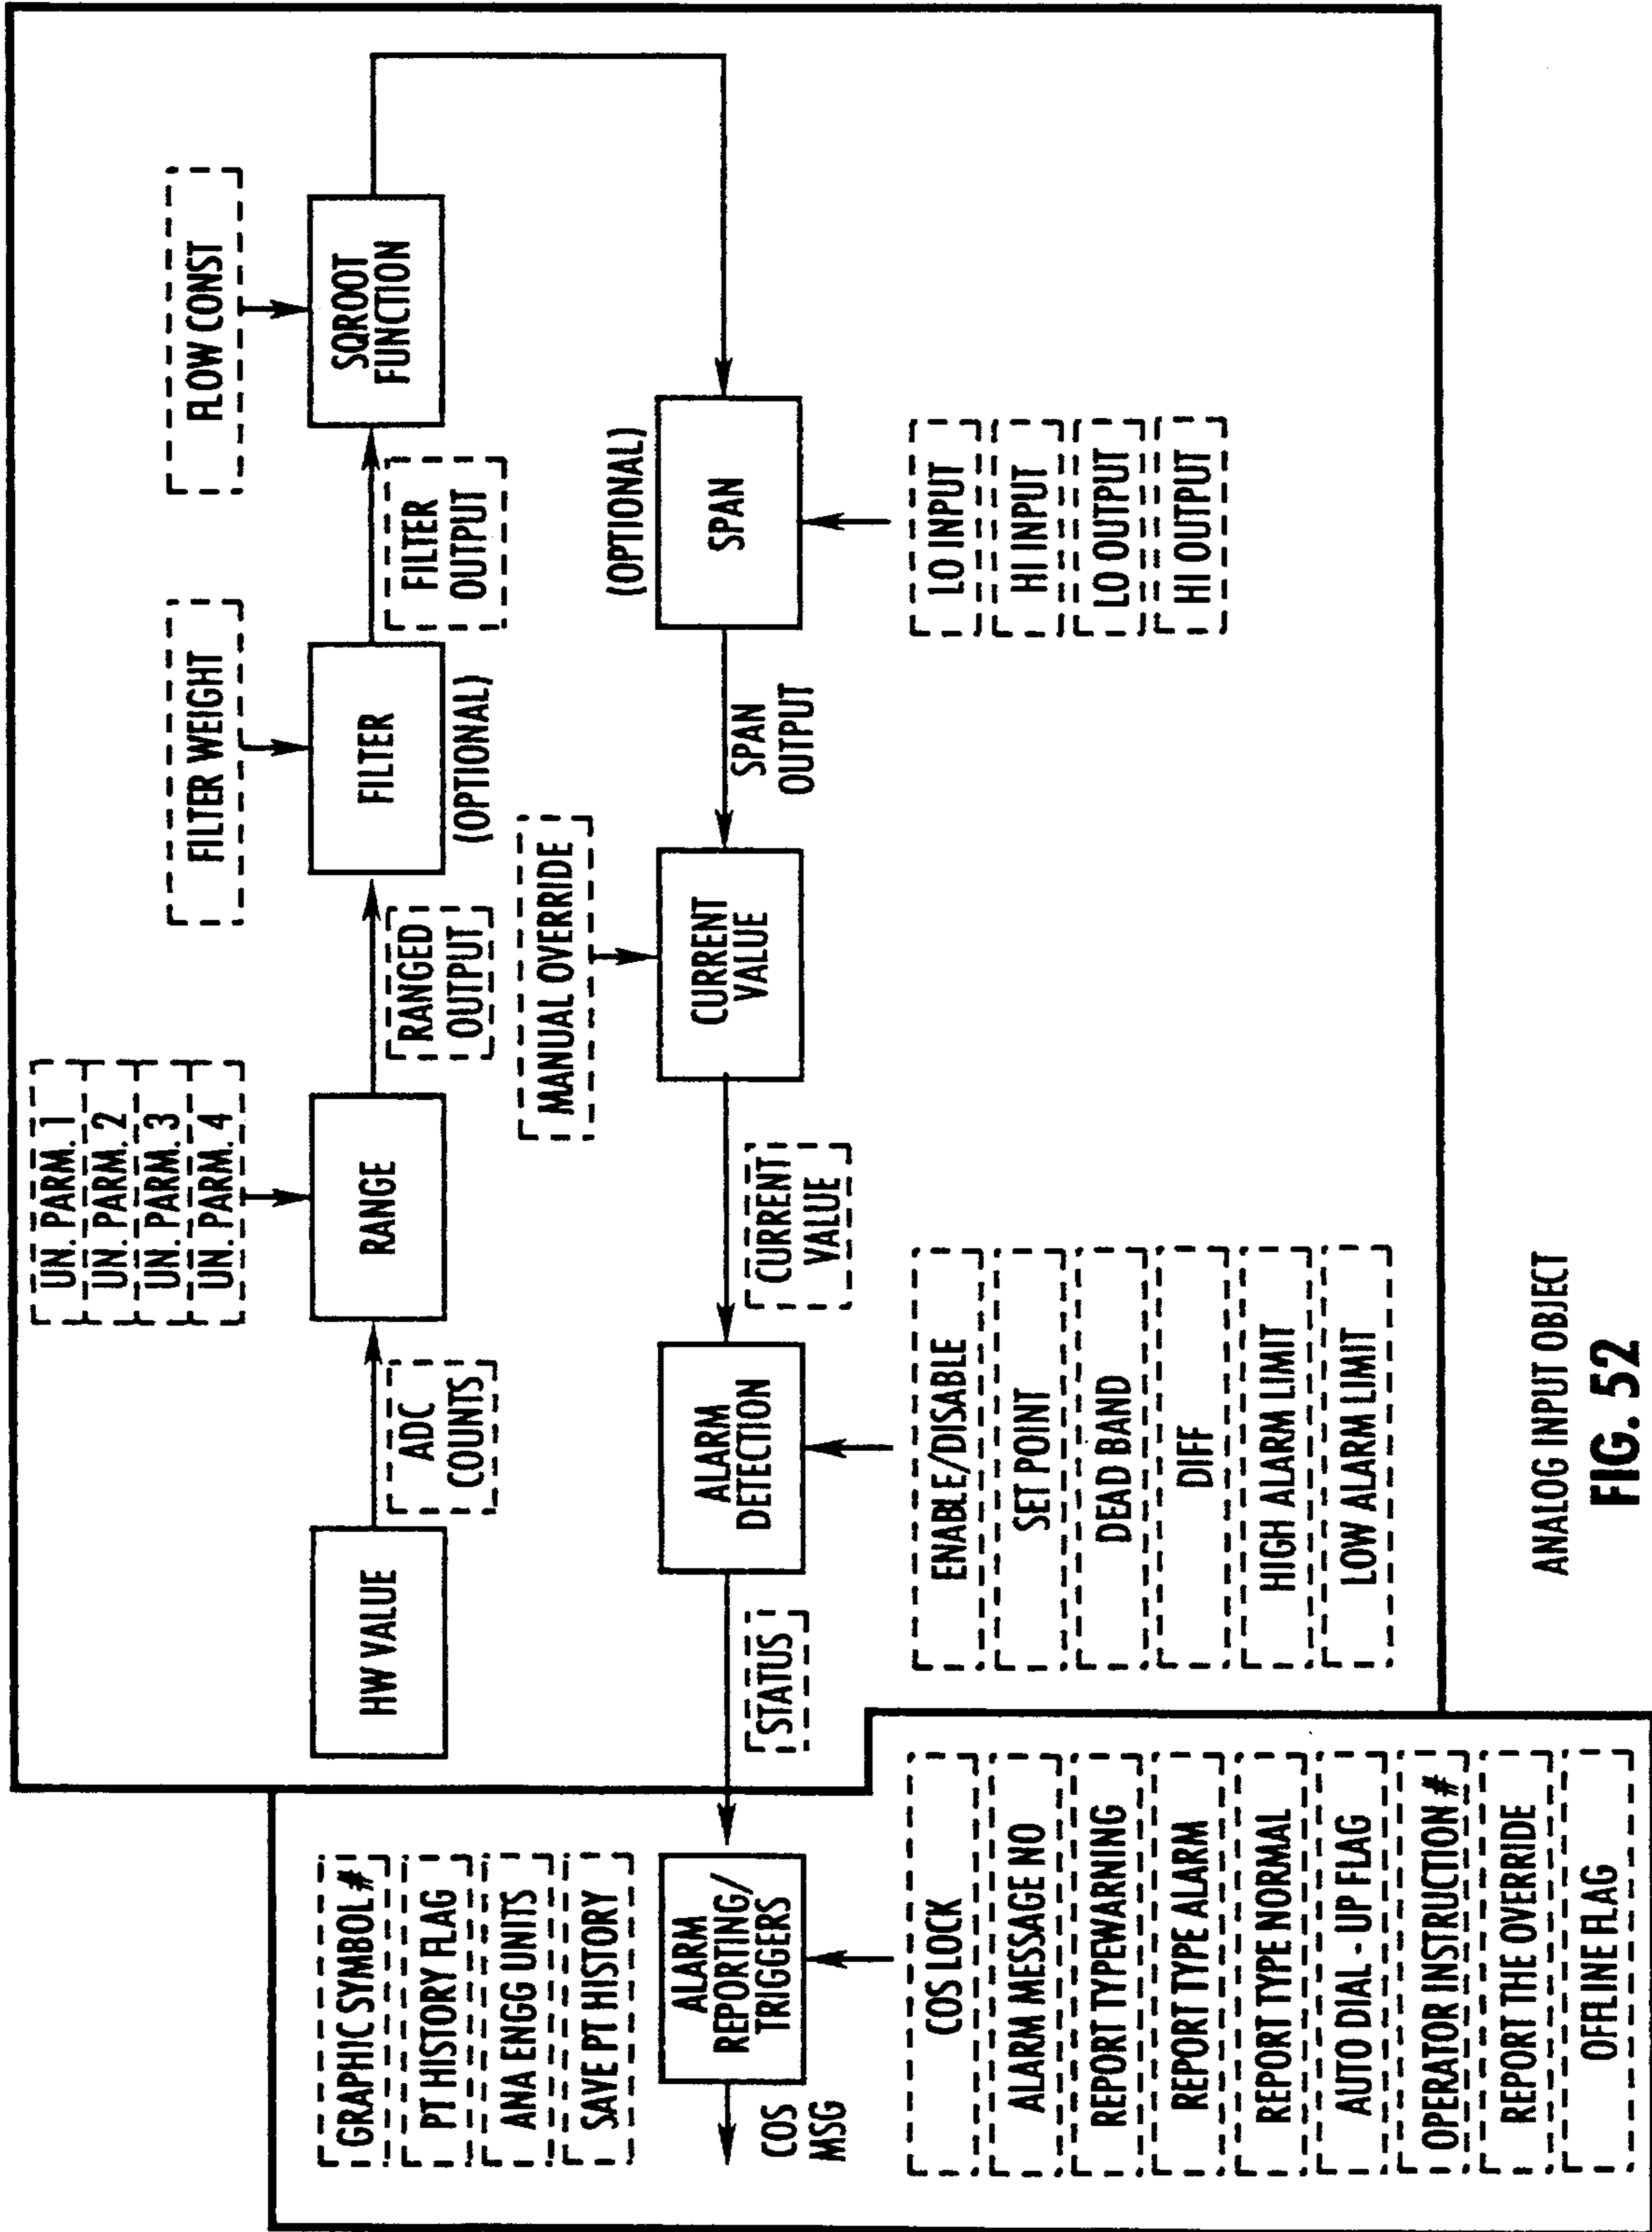 UN. PARM. 1
UN. PARM. 2
UN. PARM. 3
UN. PARM. 4
FILTER WEIGHT
FLOW CONST
HW VALUE
ADC
COUNTS
RANGE
RANGED
OUTPUT
FILTER
(OPTIONAL)
FILTER
OUTPUT
SQROOT
FUNCTION
GRAPHIC SYMBOL #
PT HISTORY FLAG
ANA ENGG UNITS
SAVE PT HISTORY
MANUAL OVERRIDE
(OPTIONAL)
COS
MSG
ALARM
REPORTING/
TRIGGERS
STATUS
ALARM
DETECTION
CURRENT
VALUE
CURRENT
VALUE
SPAN
OUTPUT
SPAN
COS LOCK
ALARM MESSAGE NO
REPORT TYPEWARNING
REPORT TYPE ALARM
REPORT TYPE NORMAL
AUTO DIAL - UP FLAG
OPERATOR INSTRUCTION #
REPORT THE OVERRIDE
OFFLINE FLAG
ENABLE/DISABLE
SET POINT
DEAD BAND
DIFF
HIGH ALARM LIMIT
LOW ALARM LIMIT
LO INPUT
HI INPUT
LO OUTPUT
HI OUTPUT
ANALOG INPUT OBJECT
FIG. 52